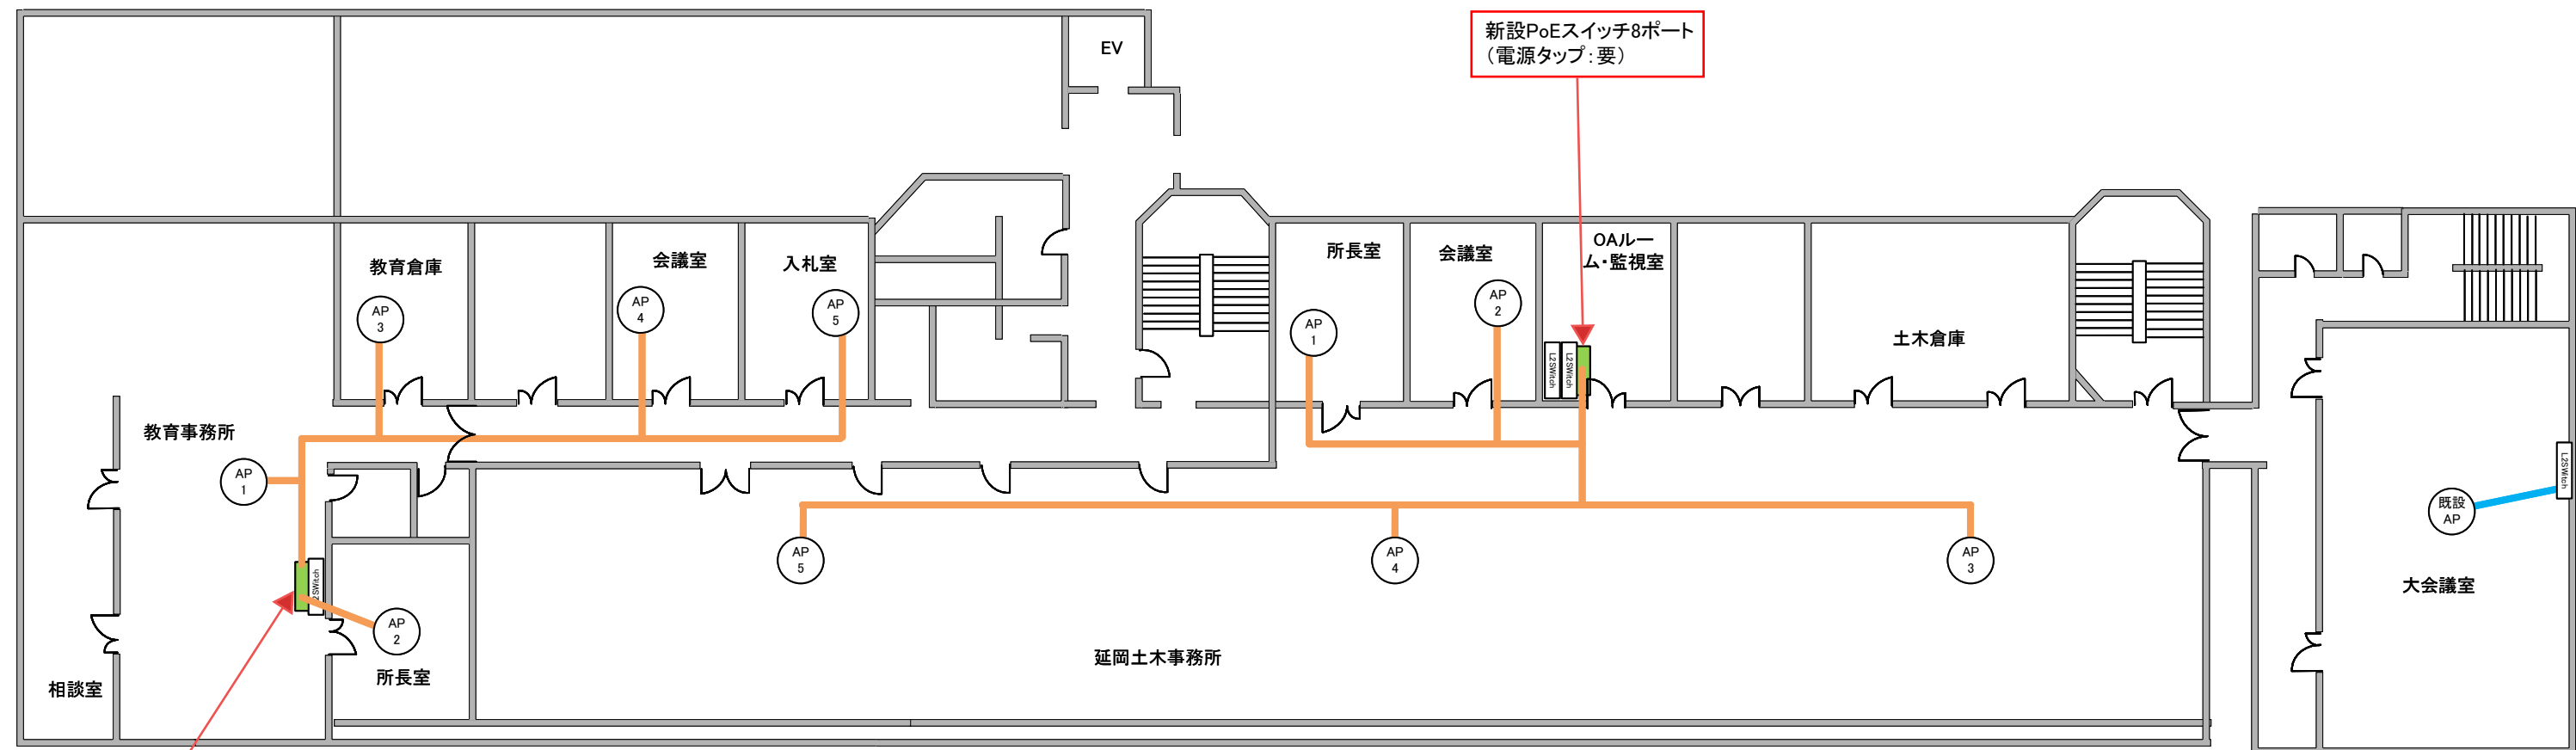 新設PoEスイッチ8ポート
（電源タップ：要）
EV
教育倉庫
会議室
入札室
所長室
会議室
OAルー
ム・監視室
土木倉庫
AP
3
AP
4
AP
5
AP
1
AP
2
L2SWitch
L2SWitch
教育事務所
AP
1
L2SWitch
AP
2
所長室
相談室
AP
5
AP
4
AP
3
延岡土木事務所
L2SWitch
既設
AP
大会議室